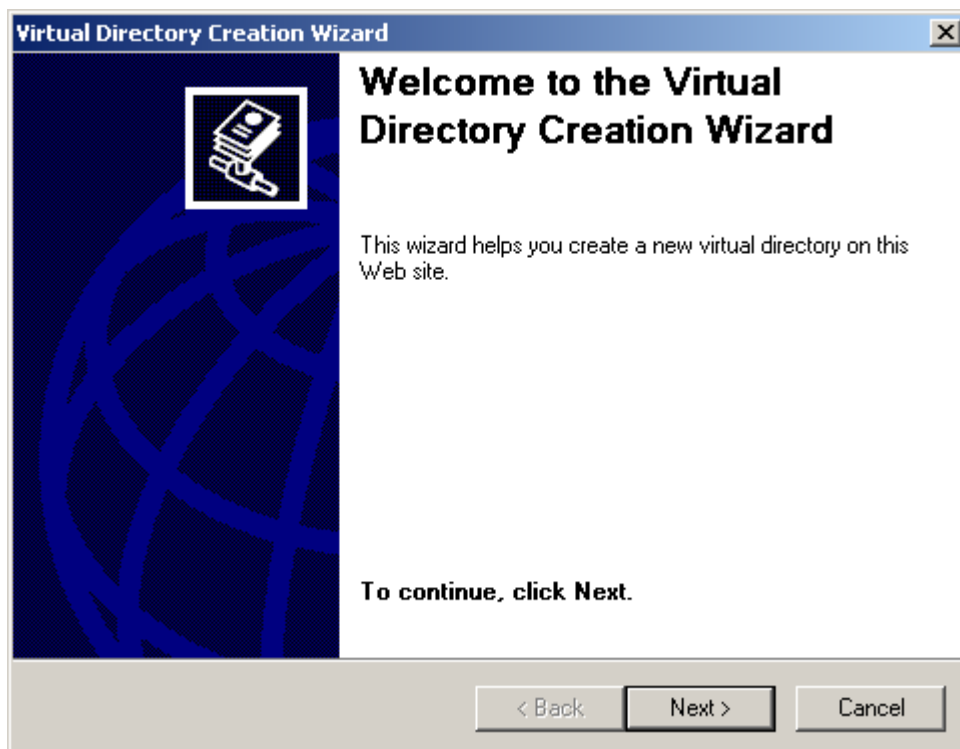 Virtual Directory Creation Wizard
Welcome to the Virtual
Directory Creation Wizard
This wizard helps you create a new virtual directory on this
Web site.
To continue, click Next.
< Back
Next >
Cancel